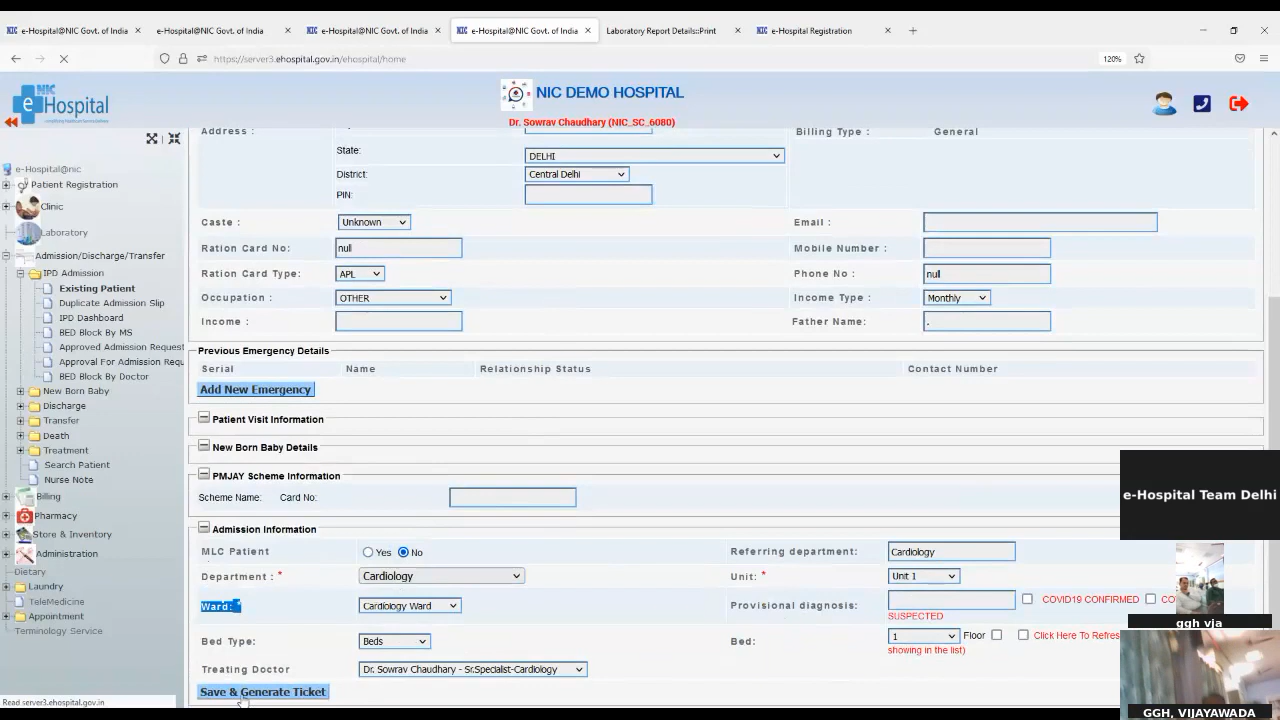 e-Hospital@NIC Govt. of India
e-Hospital@NIC Govt. of India
NIC e-Hospital@NIC Govt. of India
NIC e-Hospital@NIC Govt. of India
Laboratory Report Details::Print
NIC e-Hospital Registration
https://server3.ehospital.gov.in/ehospital/home
120%
NIC
eHospital
NIC DEMO HOSPITAL
Dr. Sowrav Chaudhary (NIC_SC_6080)
e-Hospital@nic
Patient Registration
Clinic
Laboratory
Admission/Discharge/Transfer
IPD Admission
Existing Patient
Duplicate Admission Slip
IPD Dashboard
BED Block By MS
Approved Admission Request
Approval For Admission Requ
BED Block By Doctor
New Born Baby
Discharge
Transfer
Death
Treatment
Search Patient
Nurse Note
Billing
Pharmacy
Store & Inventory
Administration
Dietary
Laundry
TeleMedicine
Appointment
Terminology Service
Read server3.ehospital.gov.in
Address : Billing Type : General
State: DELHI
District: Central Delhi
PIN:
Caste : Unknown Email :
Ration Card No: null Mobile Number :
Ration Card Type: APL Phone No : null
Occupation : OTHER Income Type : Monthly
Income : Father Name: .
Previous Emergency Details
Serial Name Relationship Status Contact Number
Add New Emergency
Patient Visit Information
New Born Baby Details
PMJAY Scheme Information
Scheme Name: Card No:
Admission Information
MLC Patient Yes No Referring department: Cardiology
Department : * Cardiology Unit: * Unit 1
Ward: * Cardiology Ward Provisional diagnosis: COVID19 CONFIRMED CO
SUSPECTED
Bed Type: Beds Bed: 1 Floor Click Here To Refres
showing in the list)
Treating Doctor Dr. Sowrav Chaudhary - Sr.Specialist-Cardiology
Save & Generate Ticket
e-Hospital Team Delhi
ggh vja
GGH, VIJAYAWADA